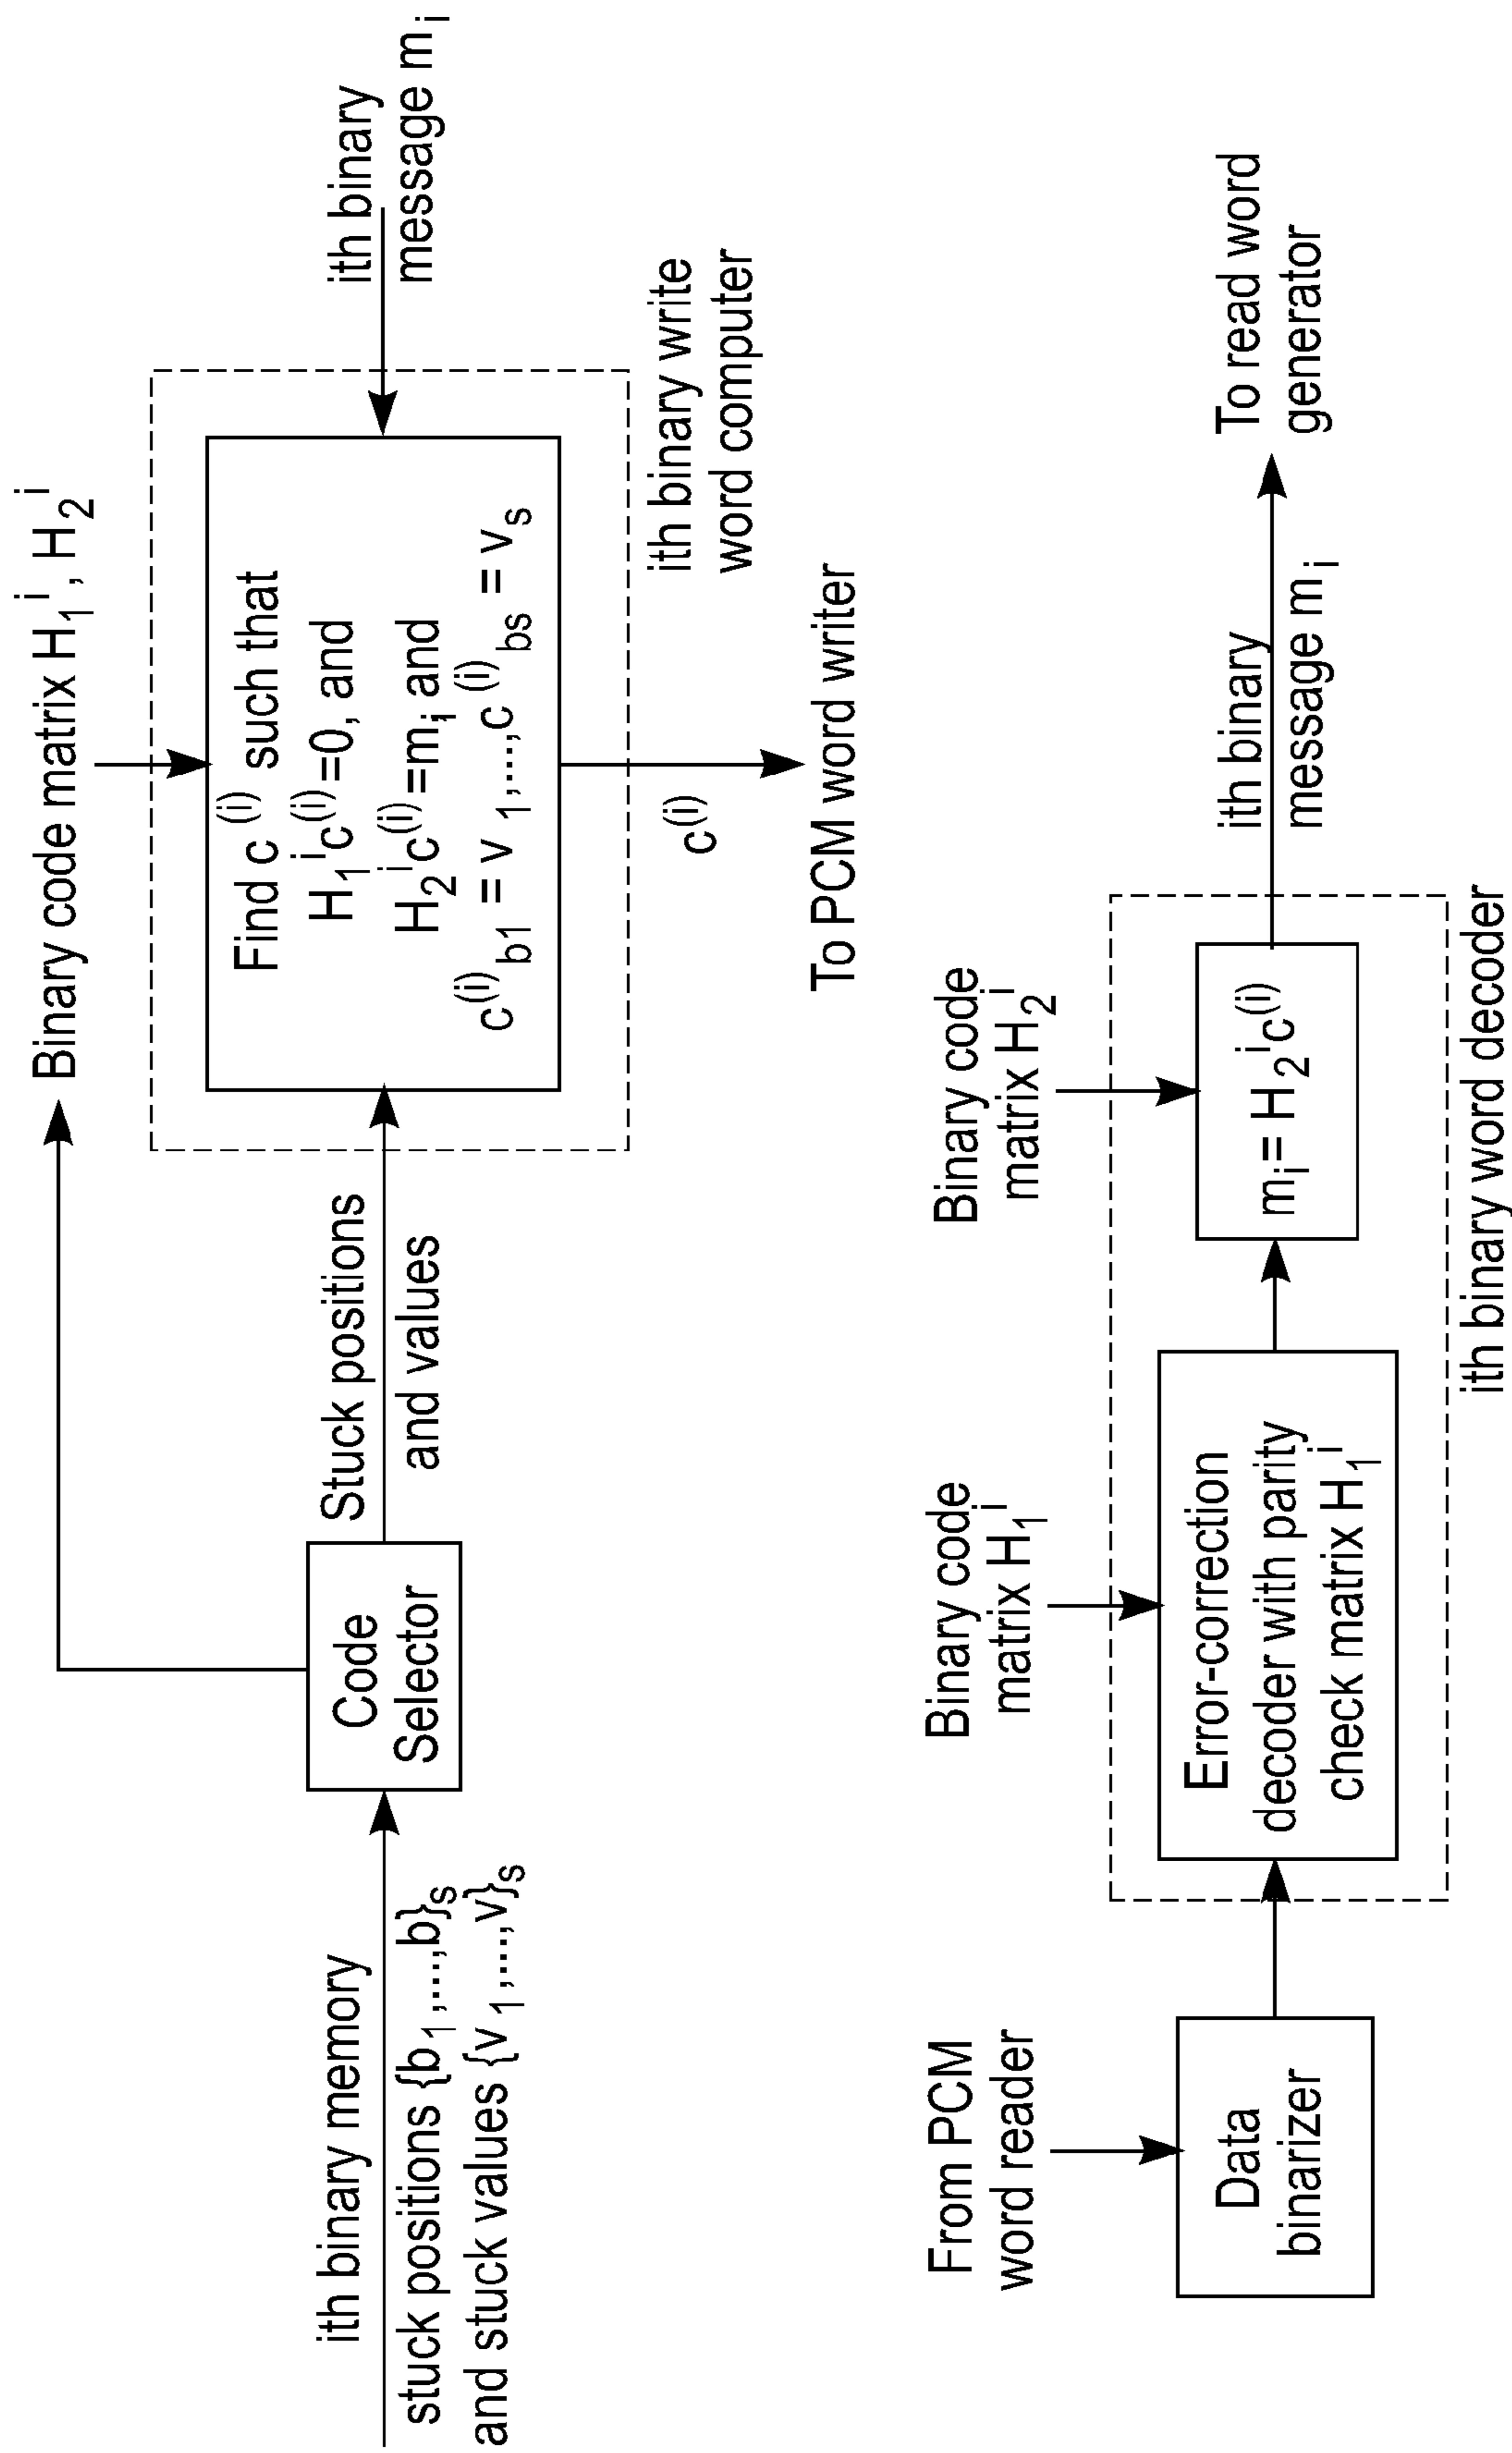 ith binary memory
stuck positions {b₁,...,b}ₛ
and stuck values {v₁,...,v}ₛ
Code
Selector
Stuck positions
and values
Binary code matrix H₁ⁱ, H₂ⁱ
Find c⁽ⁱ⁾ such that
H₁ⁱc⁽ⁱ⁾=0, and
H₂ⁱc⁽ⁱ⁾=mᵢ and
c⁽ⁱ⁾_b1 = v₁,...,c⁽ⁱ⁾_bs = vₛ
ith binary
message mᵢ
ith binary write
word computer
c⁽ⁱ⁾
To PCM word writer
From PCM
word reader
Data
binarizer
Binary code
matrix H₁ⁱ
Error-correction
decoder with parity
check matrix H₁ⁱ
Binary code
matrix H₂ⁱ
mᵢ= H₂ⁱc⁽ⁱ⁾
ith binary word decoder
ith binary
message mᵢ
To read word
generator